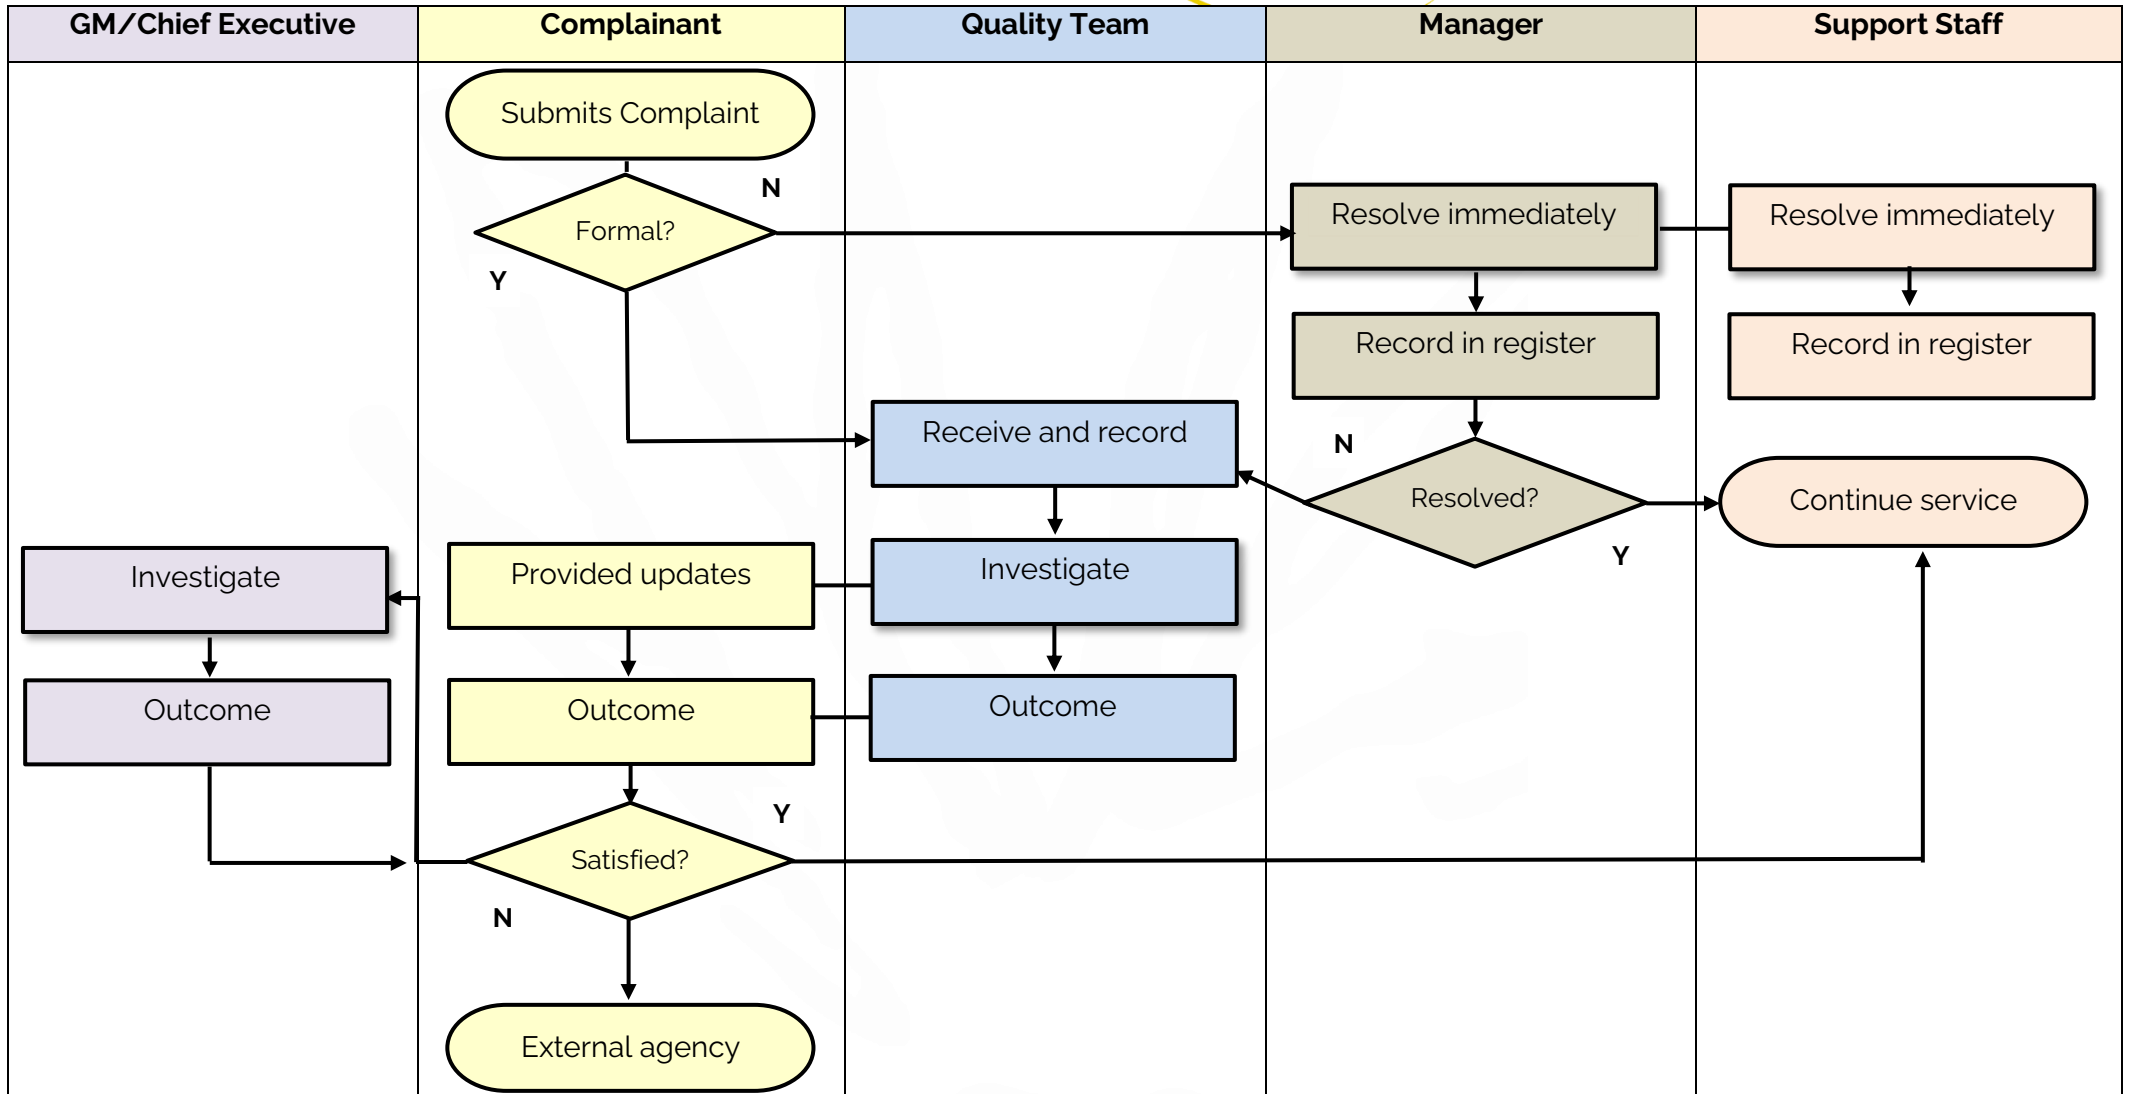 GM/Chief Executive
Complainant
Quality Team
Manager
Support Staff
Submits Complaint
N
Formal?
Y
Resolve immediately
Resolve immediately
Record in register
Record in register
Receive and record
N
Resolved?
Y
Continue service
Investigate
Provided updates
Investigate
Outcome
Outcome
Outcome
Y
Satisfied?
N
External agency